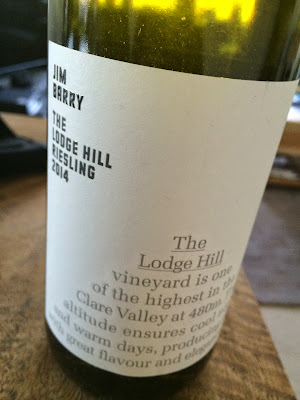 JIM
BARRY
THE
LODGE HILL
RIESLING
2014
The
Lodge Hill
vineyard is one
of the highest in the
Clare Valley at 480m.
altitude ensures cool
and warm days,
with great flavour and